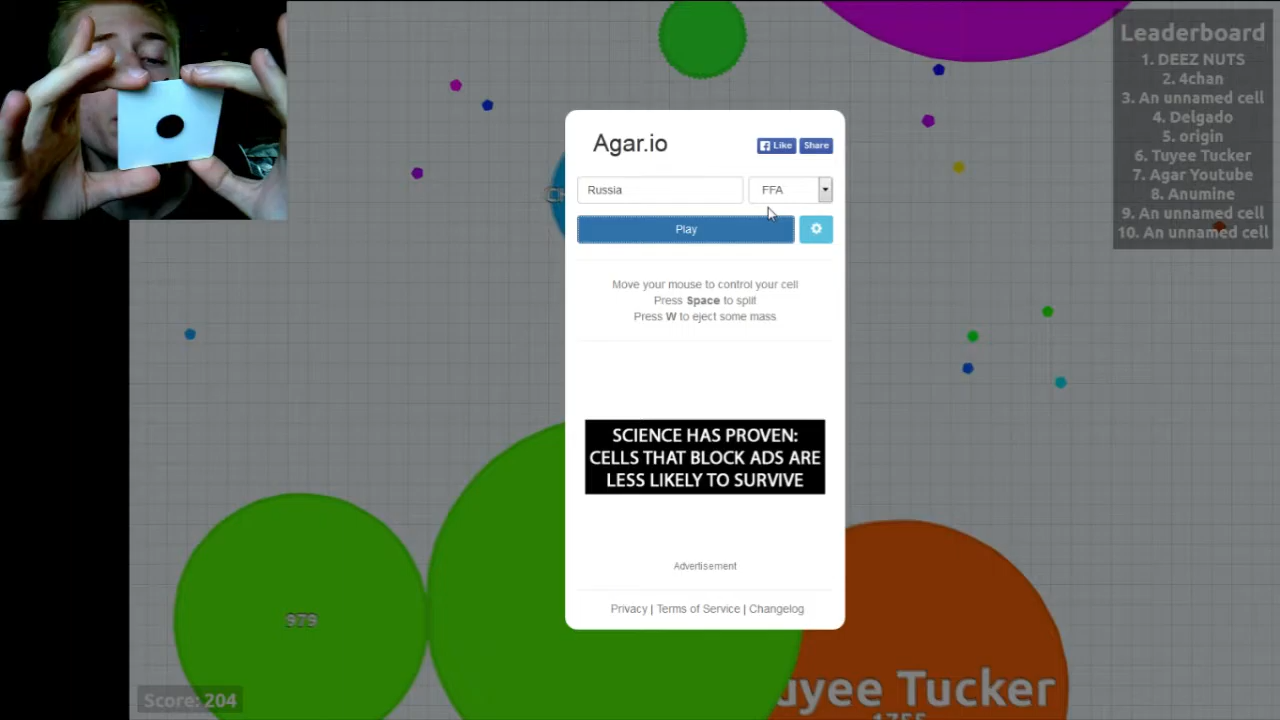 Leaderboard
1. DEEZ NUTS
2. 4chan
3. An unnamed cell
4. Delgado
5. origin
6. Tuyee Tucker
7. Agar Youtube
8. Anumine
9. An unnamed cell
10. An unnamed cell
Agar.io
Like
Share
Russia
FFA
Play
Move your mouse to control your cell
Press Space to split
Press W to eject some mass
SCIENCE HAS PROVEN:
CELLS THAT BLOCK ADS ARE
LESS LIKELY TO SURVIVE
Advertisement
Privacy | Terms of Service | Changelog
979
uyee Tucker
1755
Score: 204